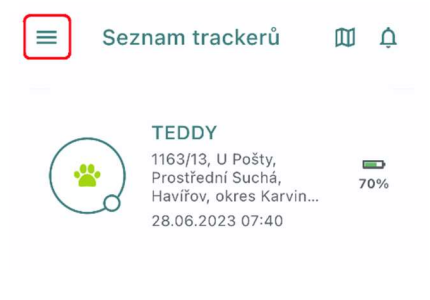 Seznam trackerů
TEDDY
1163/13, U Pošty,
Prostřední Suchá,
Havířov, okres Karvin...
28.06.2023 07:40
70%